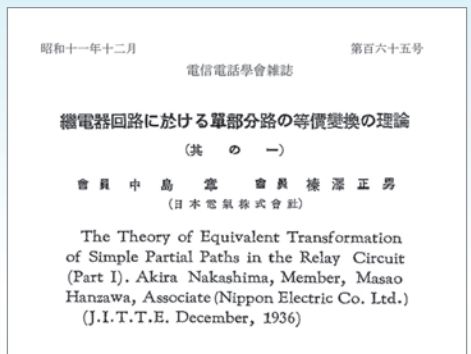 昭和十一年十二月
第百六十五号
電信電話學會雑誌
繼電器回路に於ける單部分路の等價變換の理論
（其の一）
會員 中島章 會員 榛澤正男
（日本電氣株式會社）
The Theory of Equivalent Transformation
of Simple Partial Paths in the Relay Circuit
(Part I). Akira Nakashima, Member, Masao
Hanzawa, Associate (Nippon Electric Co. Ltd.)
(J.I.T.T.E. December, 1936)